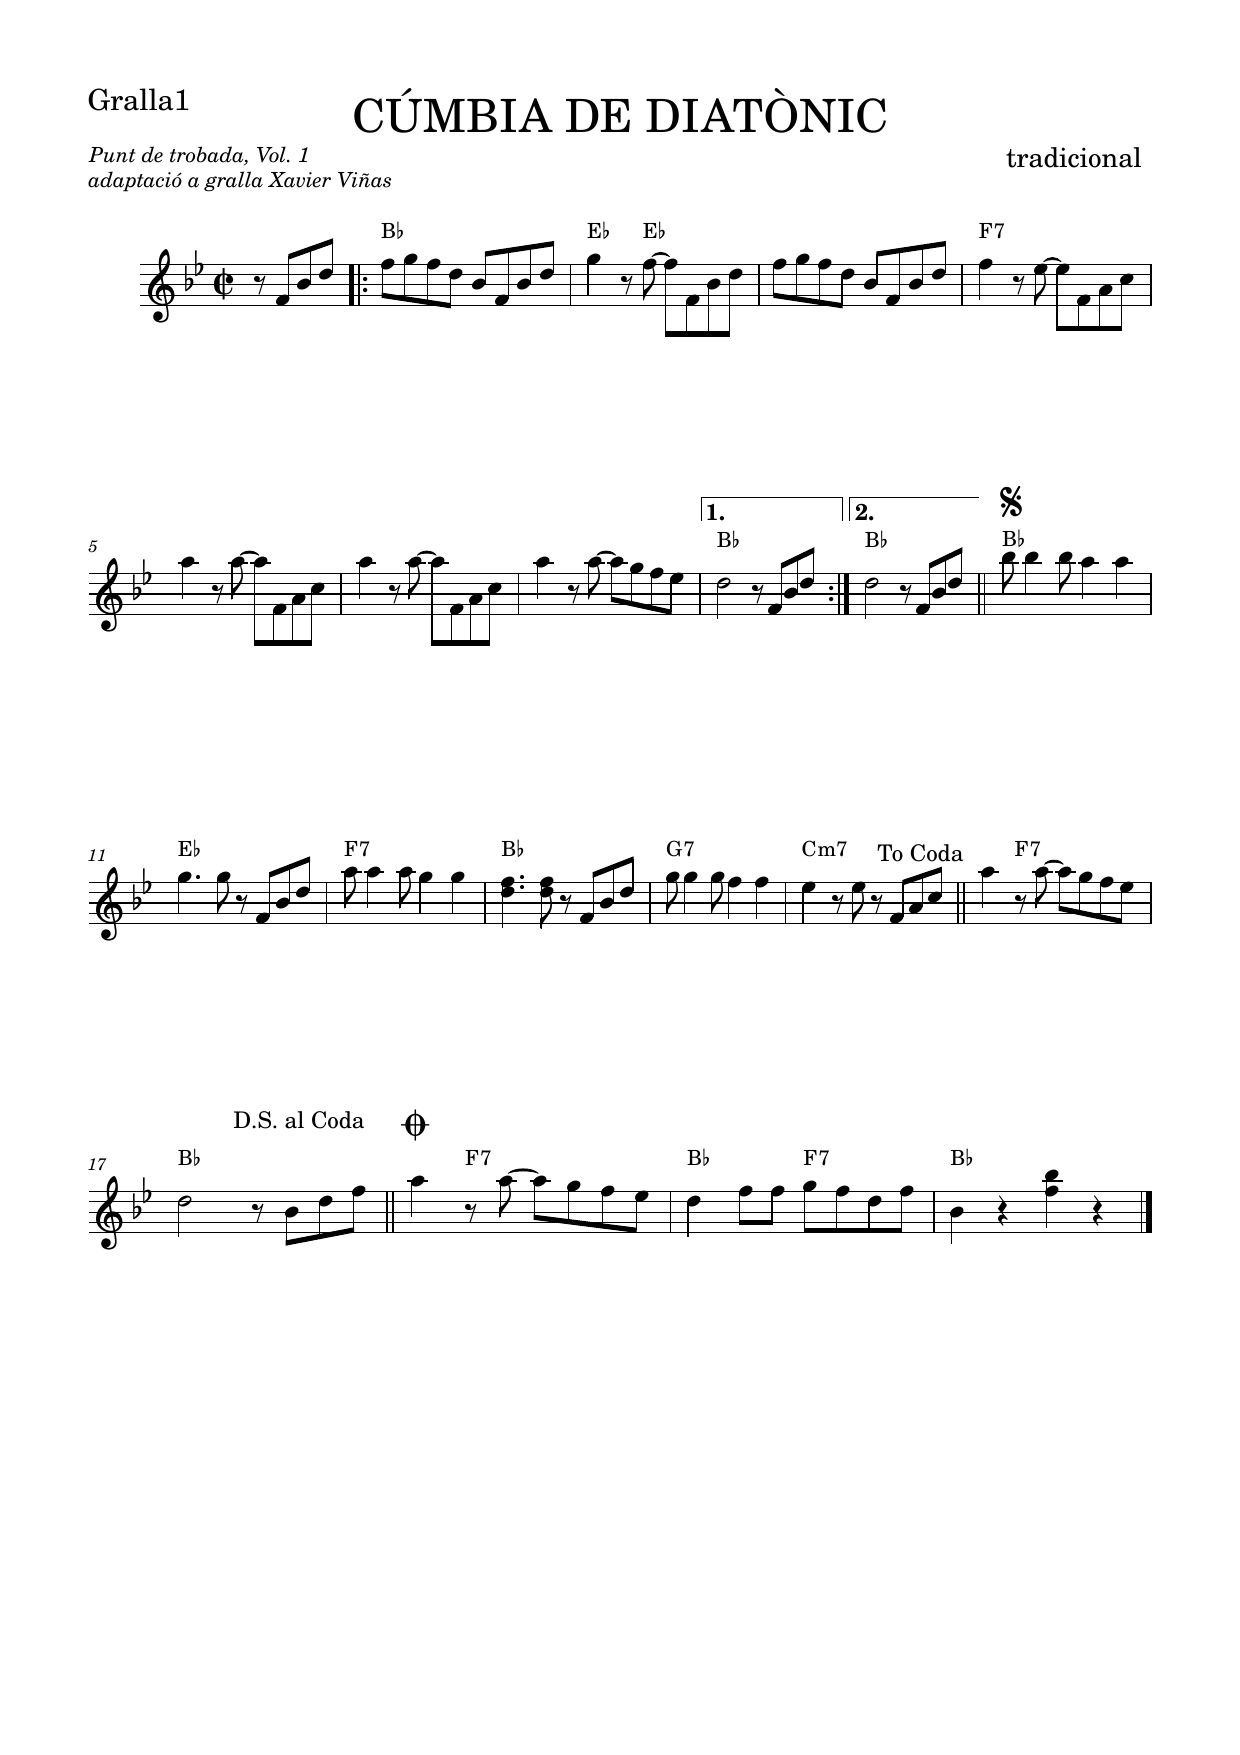 Gralla1
CÚMBIA DE DIATÒNIC
Punt de trobada, Vol. 1
tradicional
adaptació a gralla Xavier Viñas
B♭ E♭ E♭ F7
1. 2.
5 B♭ B♭ B♭
11 E♭ F7 B♭ G7 Cm7 To Coda F7
D.S. al Coda
17 B♭ F7 B♭ F7 B♭